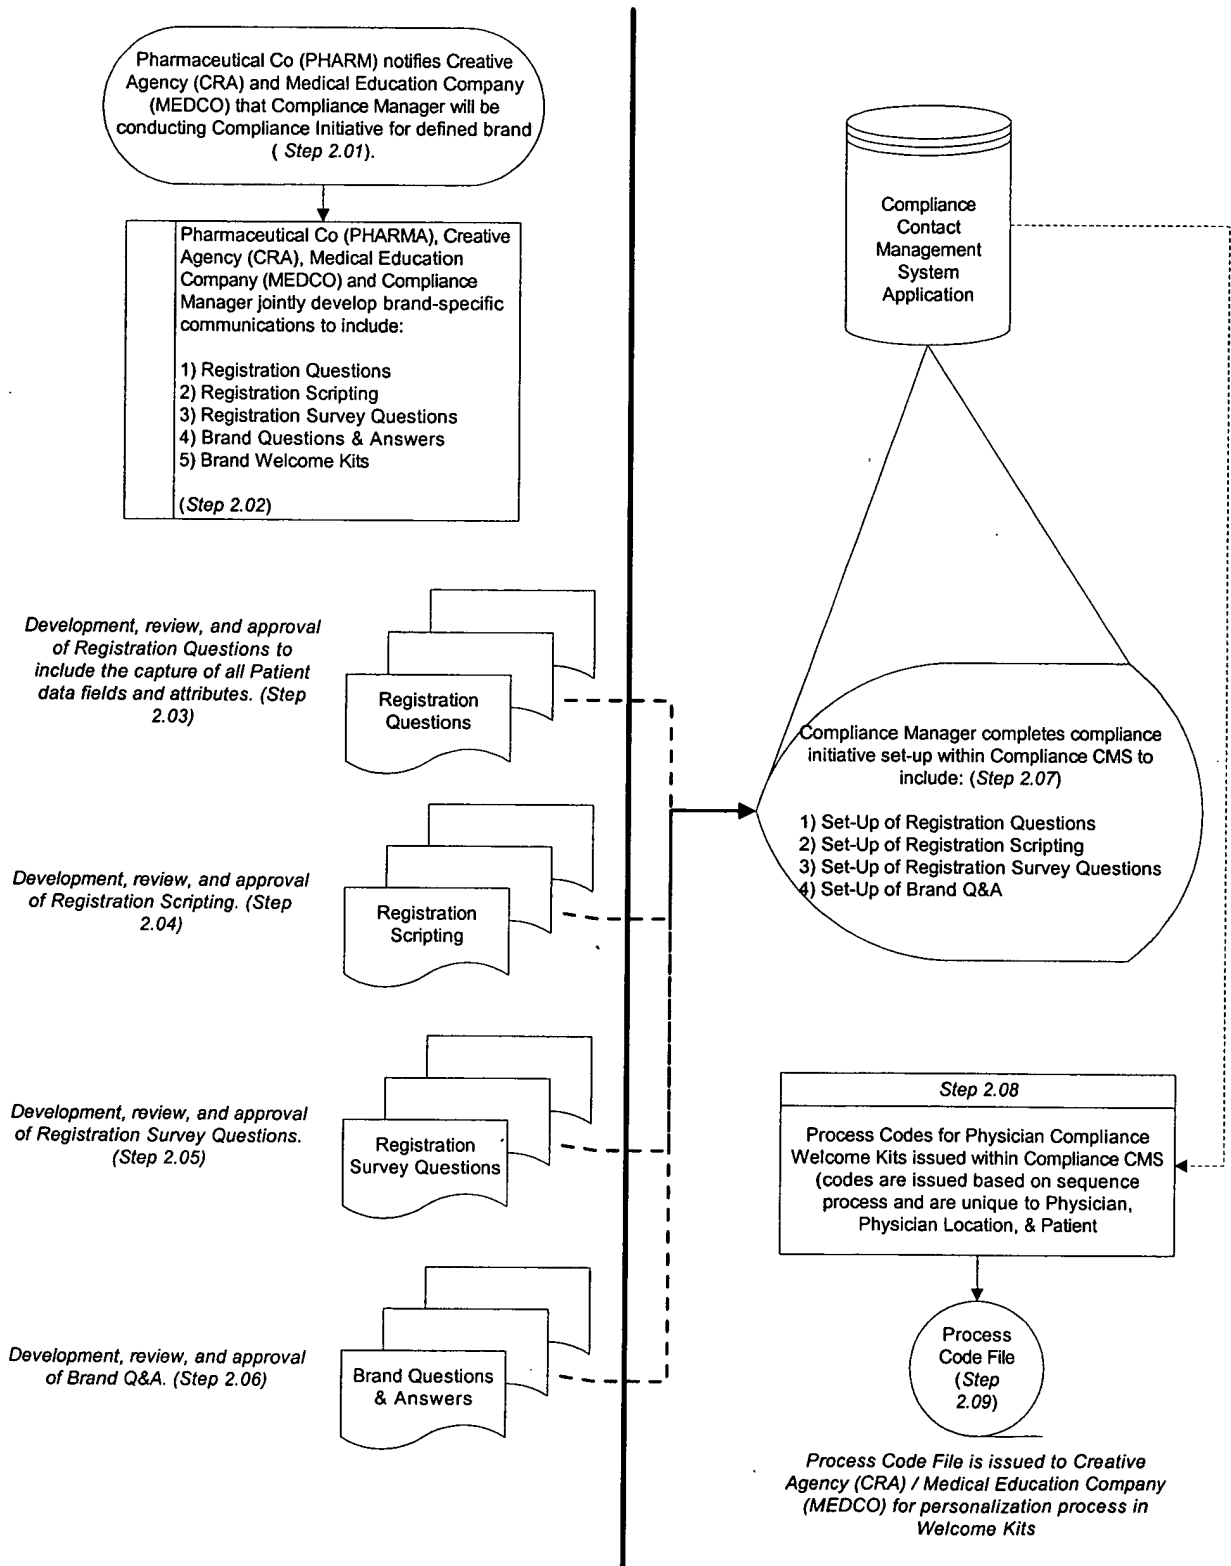 Pharmaceutical Co (PHARM) notifies Creative
Agency (CRA) and Medical Education Company
(MEDCO) that Compliance Manager will be
conducting Compliance Initiative for defined brand
( Step 2.01).
Pharmaceutical Co (PHARMA), Creative
Agency (CRA), Medical Education
Company (MEDCO) and Compliance
Manager jointly develop brand-specific
communications to include:
1) Registration Questions
2) Registration Scripting
3) Registration Survey Questions
4) Brand Questions & Answers
5) Brand Welcome Kits
(Step 2.02)
Development, review, and approval
of Registration Questions to
include the capture of all Patient
data fields and attributes. (Step
2.03)
Registration
Questions
Development, review, and approval
of Registration Scripting. (Step
2.04)
Registration
Scripting
Development, review, and approval
of Registration Survey Questions.
(Step 2.05)
Registration
Survey Questions
Development, review, and approval
of Brand Q&A. (Step 2.06)
Brand Questions
& Answers
Compliance
Contact
Management
System
Application
Compliance Manager completes compliance
initiative set-up within Compliance CMS to
include: (Step 2.07)
1) Set-Up of Registration Questions
2) Set-Up of Registration Scripting
3) Set-Up of Registration Survey Questions
4) Set-Up of Brand Q&A
Step 2.08
Process Codes for Physician Compliance
Welcome Kits issued within Compliance CMS
(codes are issued based on sequence
process and are unique to Physician,
Physician Location, & Patient
Process
Code File
(Step
2.09)
Process Code File is issued to Creative
Agency (CRA) / Medical Education Company
(MEDCO) for personalization process in
Welcome Kits